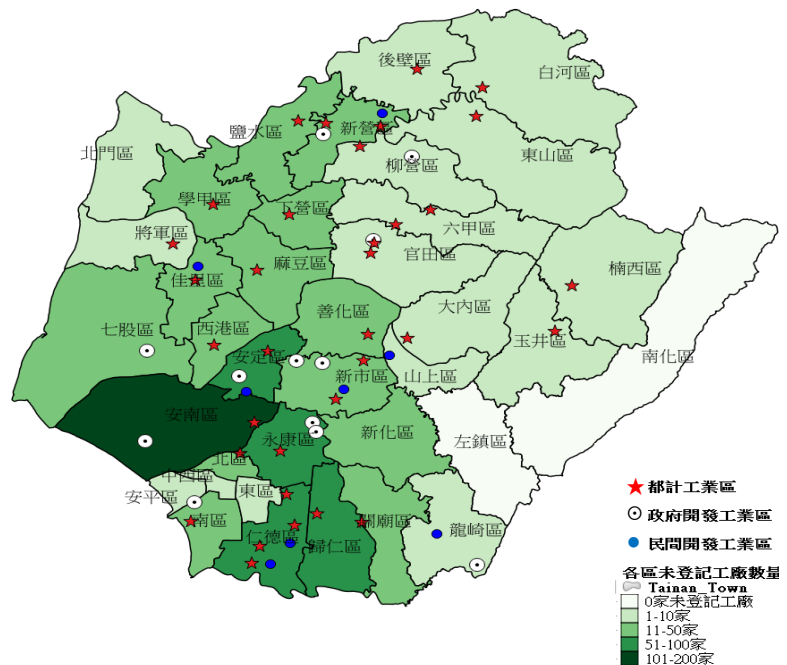 後壁區
白河區
鹽水區
新營區
北門區
柳營區
東山區
學甲區
下營區
六甲區
將軍區
官田區
麻豆區
楠西區
佳里區
大內區
善化區
七股區
西港區
玉井區
安定區
南化區
新市區
山上區
安南區
永康區
新化區
左鎮區
北區
中西區
安平區
東區
南區
仁德區
歸仁區
關廟區
龍崎區
都計工業區
政府開發工業區
民間開發工業區
各區未登記工廠數量
Tainan_Town
0家未登記工廠
1-10家
11-50家
51-100家
101-200家